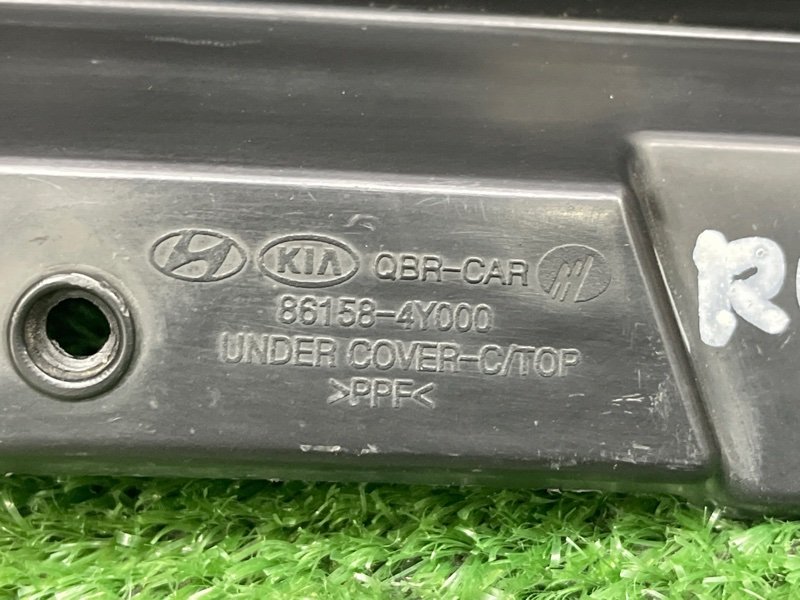 KIA QBR-CAR
86158-4Y000
UNDER COVER-C/TOP
>PPF<
R